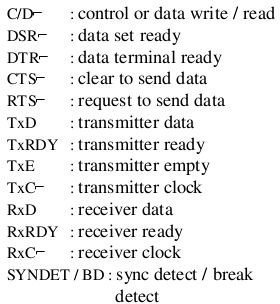 C/D– : control or data write / read
DSR– : data set ready
DTR– : data terminal ready
CTS– : clear to send data
RTS– : request to send data
TxD : transmitter data
TxRDY : transmitter ready
TxE : transmitter empty
TxC– : transmitter clock
RxD : receiver data
RxRDY : receiver ready
RxC– : receiver clock
SYNDET / BD : sync detect / break
detect